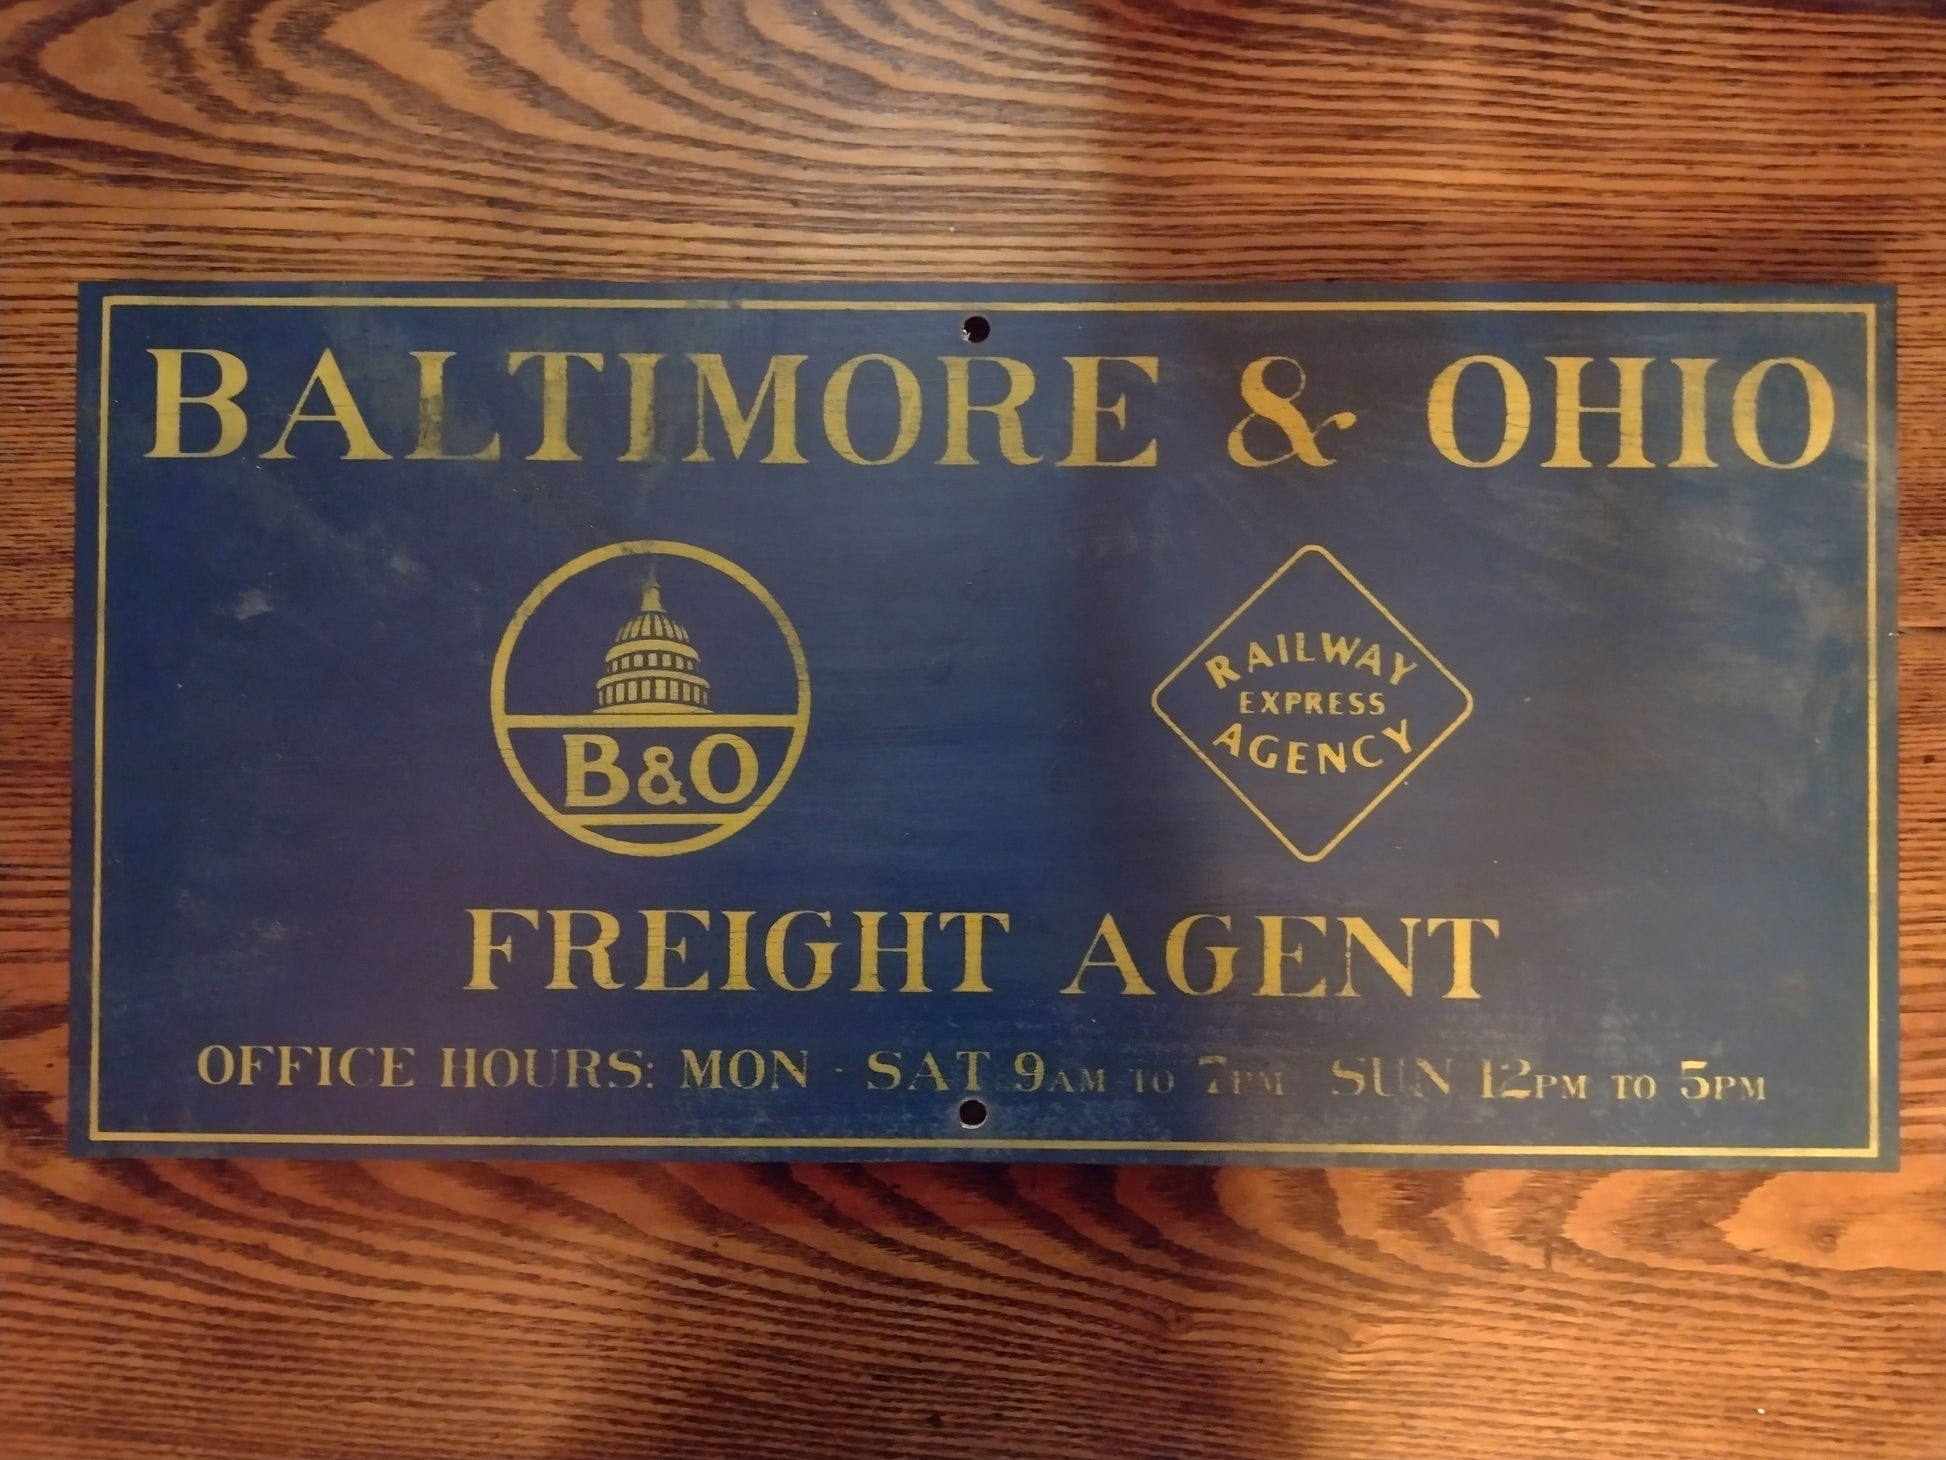 BALTIMORE & OHIO
B&O
RAILWAY
EXPRESS
AGENCY
FREIGHT AGENT
OFFICE HOURS: MON - SAT 9AM TO 7PM SUN 12PM TO 5PM